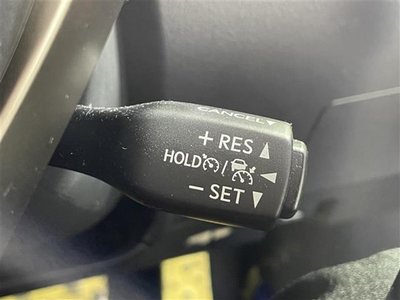 CANCEL▼
+ RES ▲
HOLD / ◀
− SET ▼